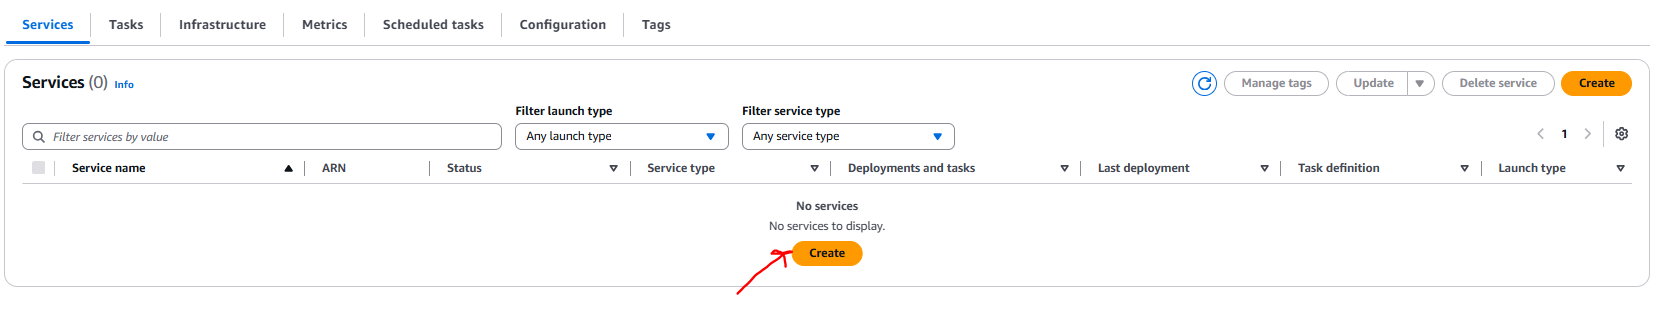 Services Tasks Infrastructure Metrics Scheduled tasks Configuration Tags
Services (0) Info Manage tags Update Delete service Create
Filter launch type Filter service type
Filter services by value Any launch type Any service type 1
Service name ARN Status Service type Deployments and tasks Last deployment Task definition Launch type
No services
No services to display.
Create